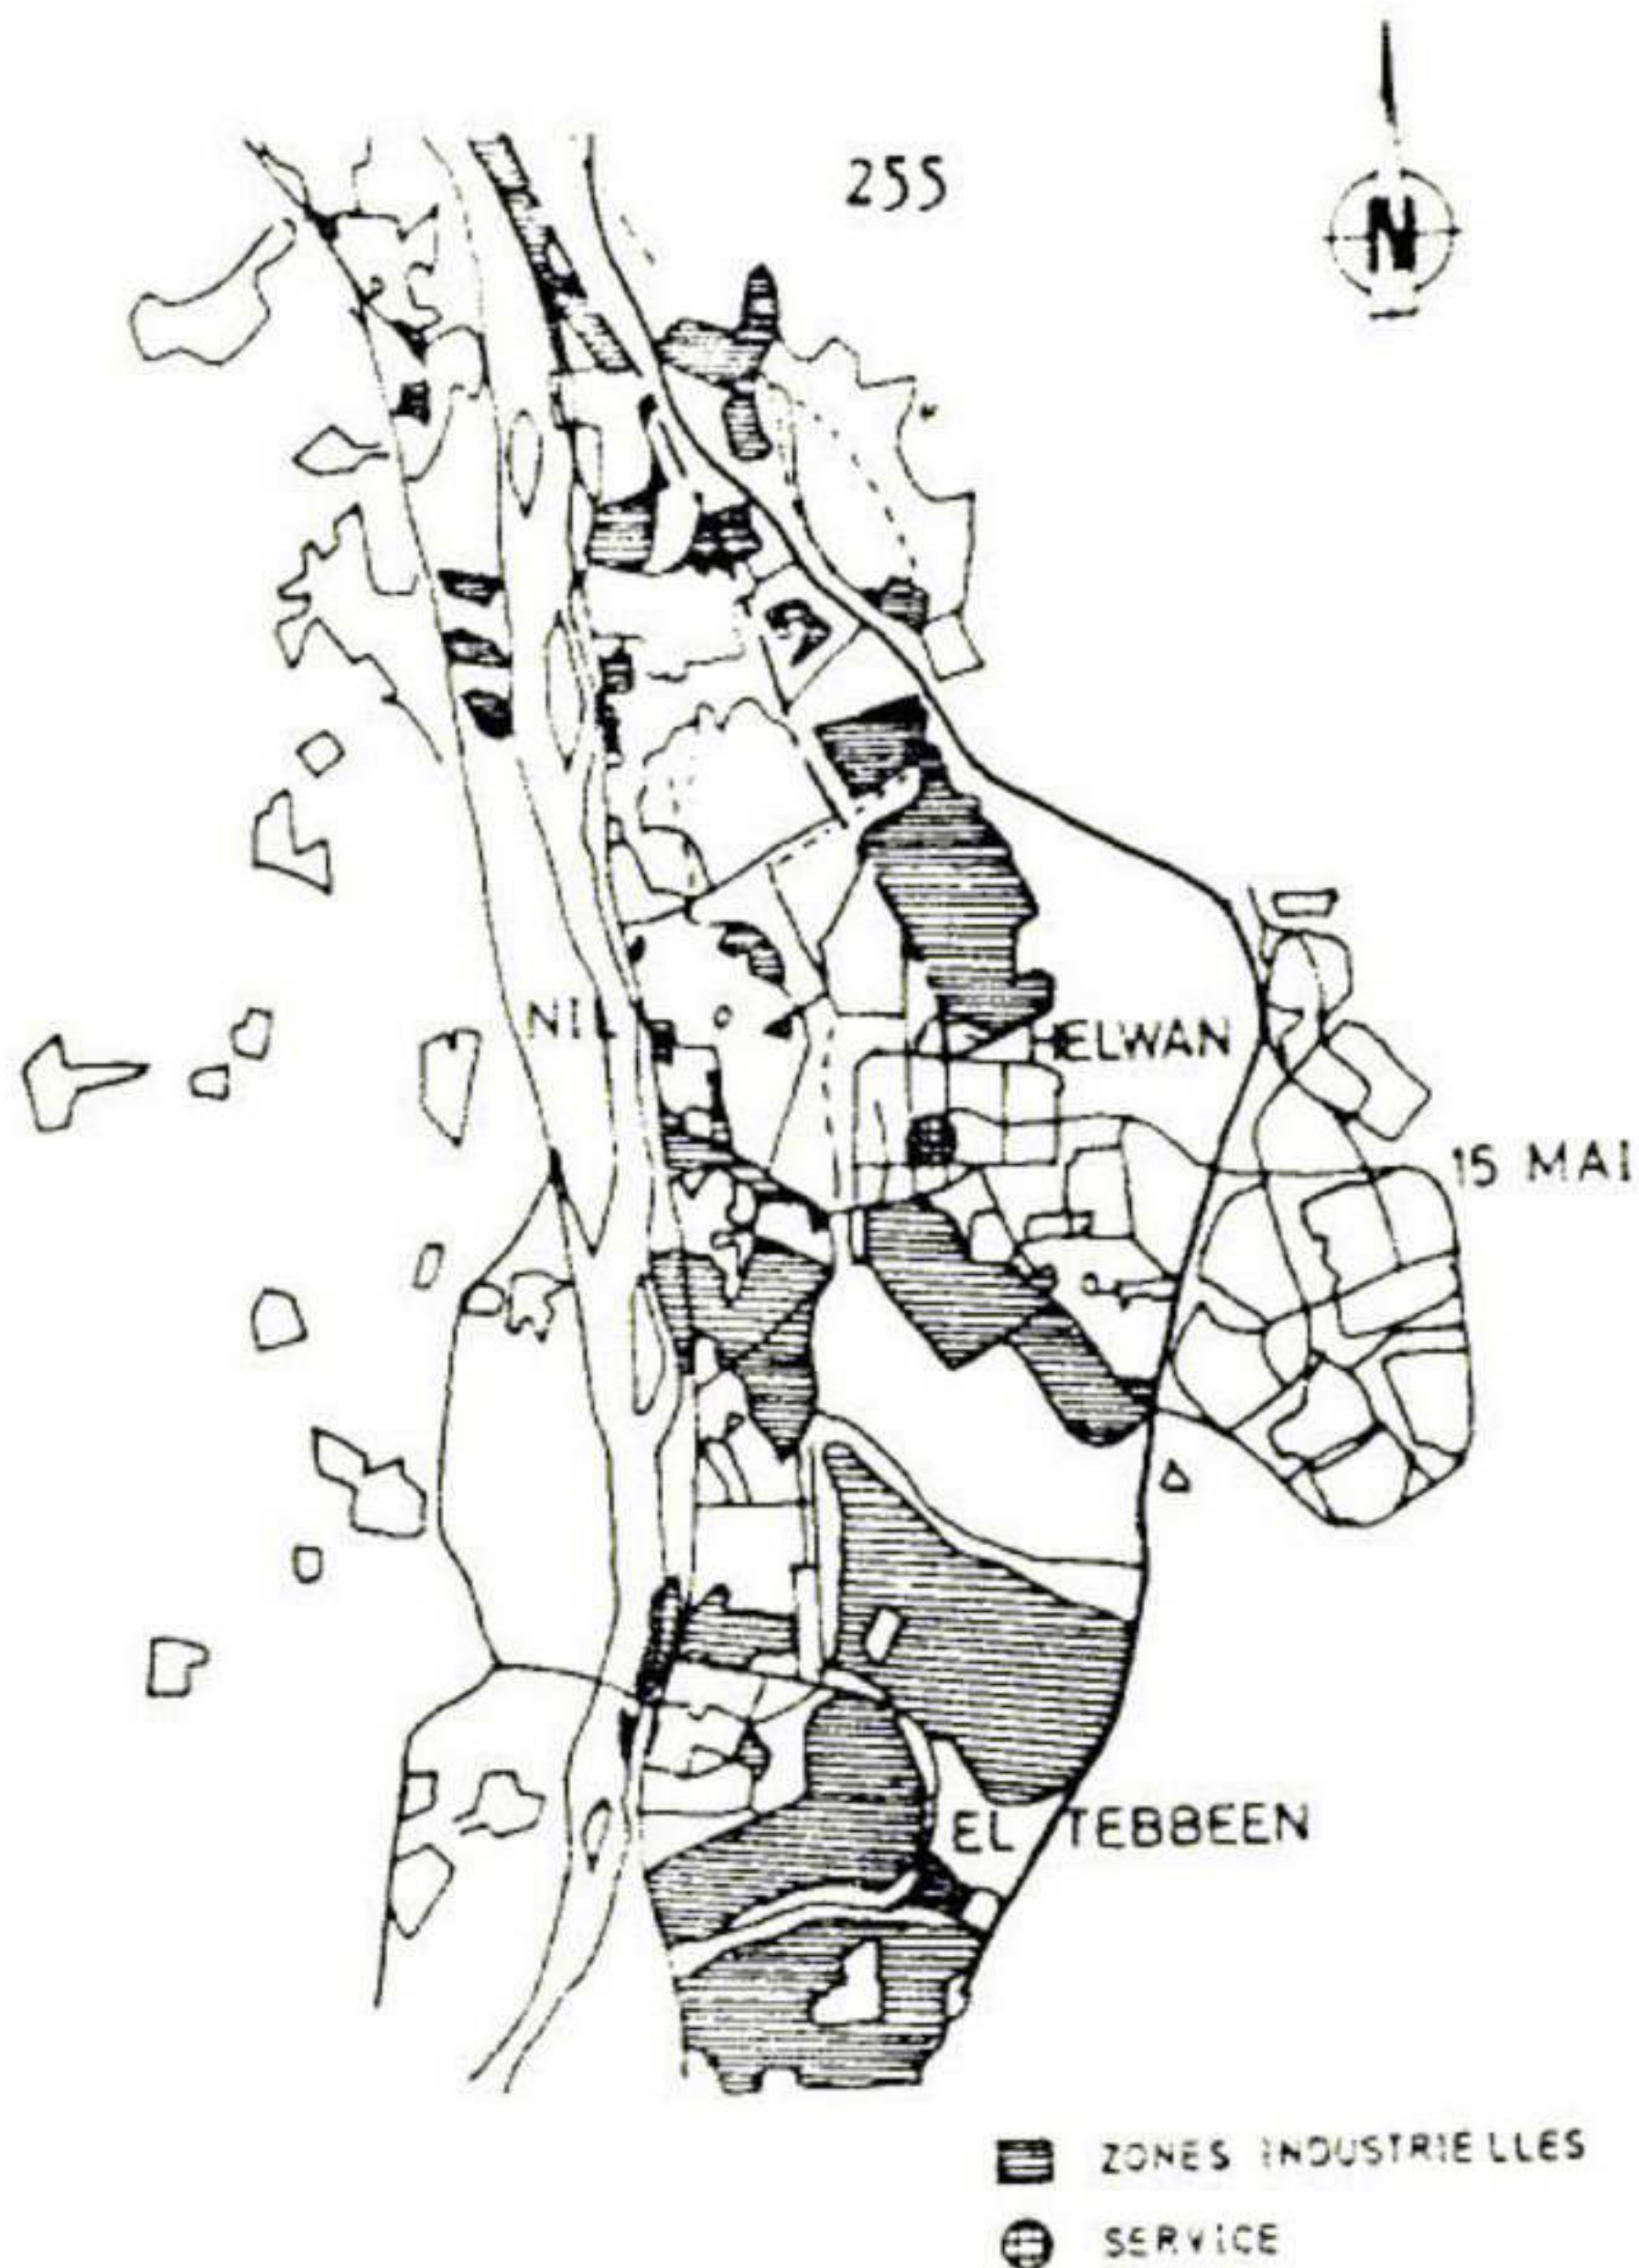 255
N
NIL
HELWAN
15 MAI
EL TEBBEEN
ZONES INDUSTRIELLES
SERVICE